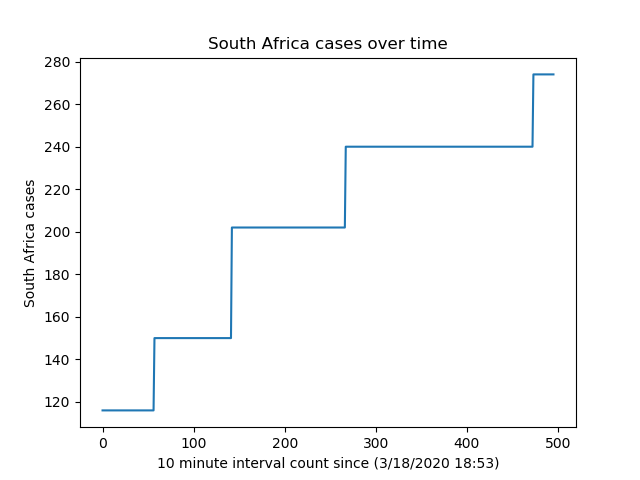 South Africa cases over time
280
260
240
220
200
180
160
140
120
South Africa cases
0 100 200 300 400 500
10 minute interval count since (3/18/2020 18:53)